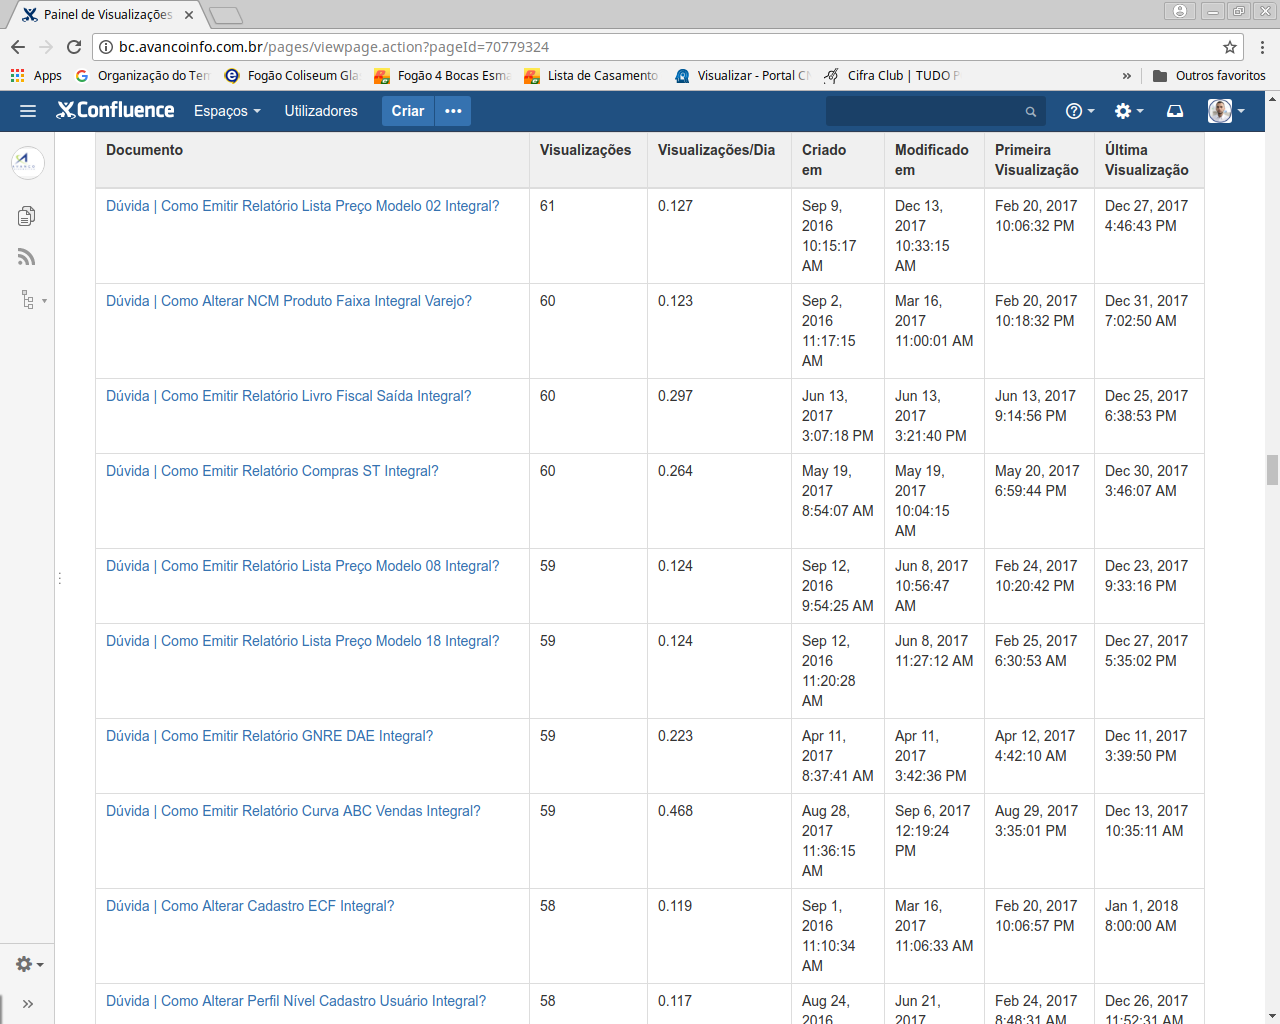 Painel de Visualizações
bc.avancoinfo.com.br/pages/viewpage.action?pageId=70779324
Apps Organização do Ter Fogão Coliseum Gla Fogão 4 Bocas Esma Lista de Casamento Visualizar - Portal C Cifra Club | TUDO P » Outros favoritos
Confluence Espaços Utilizadores Criar •••
Documento Visualizações Visualizações/Dia Criado em Modificado em Primeira Visualização Última Visualização
Dúvida | Como Emitir Relatório Lista Preço Modelo 02 Integral? 61 0.127 Sep 9, 2016 10:15:17 AM Dec 13, 2017 10:33:15 AM Feb 20, 2017 10:06:32 PM Dec 27, 2017 4:46:43 PM
Dúvida | Como Alterar NCM Produto Faixa Integral Varejo? 60 0.123 Sep 2, 2016 11:17:15 AM Mar 16, 2017 11:00:01 AM Feb 20, 2017 10:18:32 PM Dec 31, 2017 7:02:50 AM
Dúvida | Como Emitir Relatório Livro Fiscal Saída Integral? 60 0.297 Jun 13, 2017 3:07:18 PM Jun 13, 2017 3:21:40 PM Jun 13, 2017 9:14:56 PM Dec 25, 2017 6:38:53 PM
Dúvida | Como Emitir Relatório Compras ST Integral? 60 0.264 May 19, 2017 8:54:07 AM May 19, 2017 10:04:15 AM May 20, 2017 6:59:44 PM Dec 30, 2017 3:46:07 AM
Dúvida | Como Emitir Relatório Lista Preço Modelo 08 Integral? 59 0.124 Sep 12, 2016 9:54:25 AM Jun 8, 2017 10:56:47 AM Feb 24, 2017 10:20:42 PM Dec 23, 2017 9:33:16 PM
Dúvida | Como Emitir Relatório Lista Preço Modelo 18 Integral? 59 0.124 Sep 12, 2016 11:20:28 AM Jun 8, 2017 11:27:12 AM Feb 25, 2017 6:30:53 AM Dec 27, 2017 5:35:02 PM
Dúvida | Como Emitir Relatório GNRE DAE Integral? 59 0.223 Apr 11, 2017 8:37:41 AM Apr 11, 2017 3:42:36 PM Apr 12, 2017 4:42:10 AM Dec 11, 2017 3:39:50 PM
Dúvida | Como Emitir Relatório Curva ABC Vendas Integral? 59 0.468 Aug 28, 2017 11:36:15 AM Sep 6, 2017 12:19:24 PM Aug 29, 2017 3:35:01 PM Dec 13, 2017 10:35:11 AM
Dúvida | Como Alterar Cadastro ECF Integral? 58 0.119 Sep 1, 2016 11:10:34 AM Mar 16, 2017 11:06:33 AM Feb 20, 2017 10:06:57 PM Jan 1, 2018 8:00:00 AM
Dúvida | Como Alterar Perfil Nível Cadastro Usuário Integral? 58 0.117 Aug 24, 2016 Jun 21, 2017 Feb 24, 2017 8:48:31 AM Dec 26, 2017 11:52:31 AM